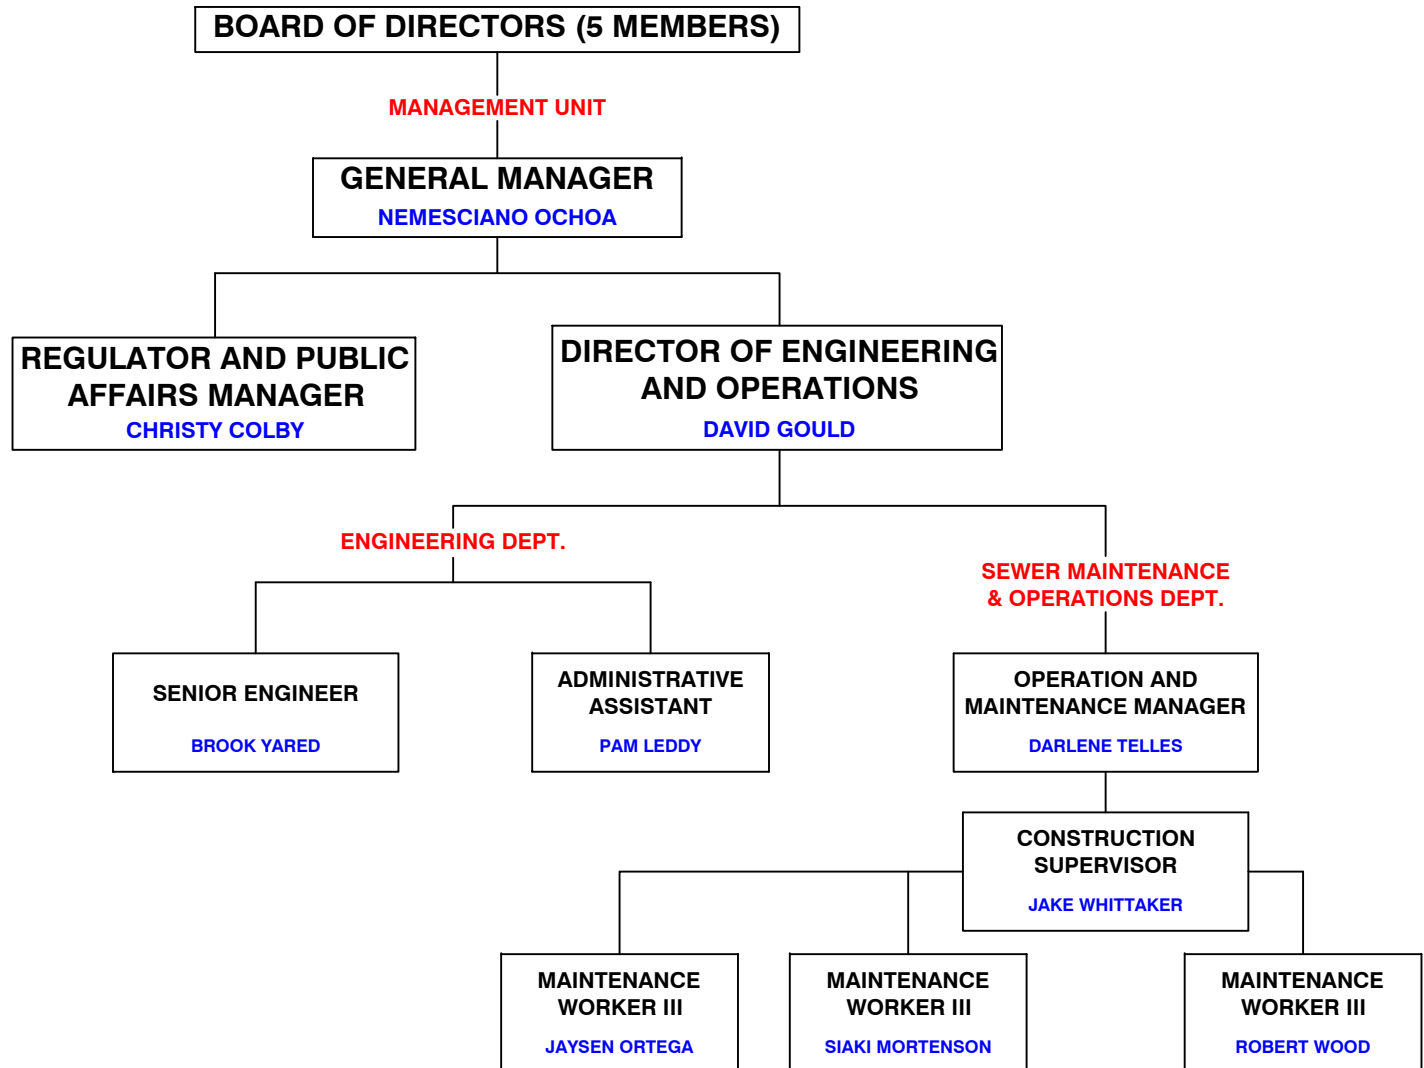 BOARD OF DIRECTORS (5 MEMBERS)
MANAGEMENT UNIT
GENERAL MANAGER
NEMESCIANO OCHOA
REGULATOR AND PUBLIC
AFFAIRS MANAGER
CHRISTY COLBY
DIRECTOR OF ENGINEERING
AND OPERATIONS
DAVID GOULD
ENGINEERING DEPT.
SEWER MAINTENANCE
& OPERATIONS DEPT.
SENIOR ENGINEER
BROOK YARED
ADMINISTRATIVE
ASSISTANT
PAM LEDDY
OPERATION AND
MAINTENANCE MANAGER
DARLENE TELLES
CONSTRUCTION
SUPERVISOR
JAKE WHITTAKER
MAINTENANCE
WORKER III
JAYSEN ORTEGA
MAINTENANCE
WORKER III
SIAKI MORTENSON
MAINTENANCE
WORKER III
ROBERT WOOD